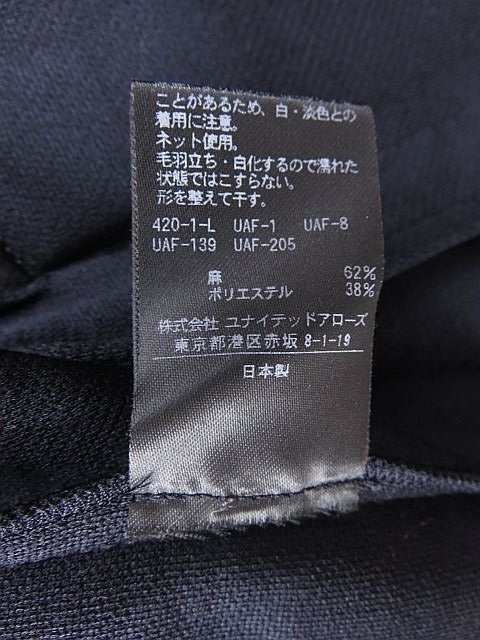 ことがあるため、白・淡色との
着用に注意。
ネット使用。
毛羽立ち・白化するので濡れた
状態ではこすらない。
形を整えて干す。
420-1-L UAF-1 UAF-8
UAF-139 UAF-205
麻 62%
ポリエステル 38%
株式会社 ユナイテッドアローズ
東京都港区赤坂 8-1-19
日本製